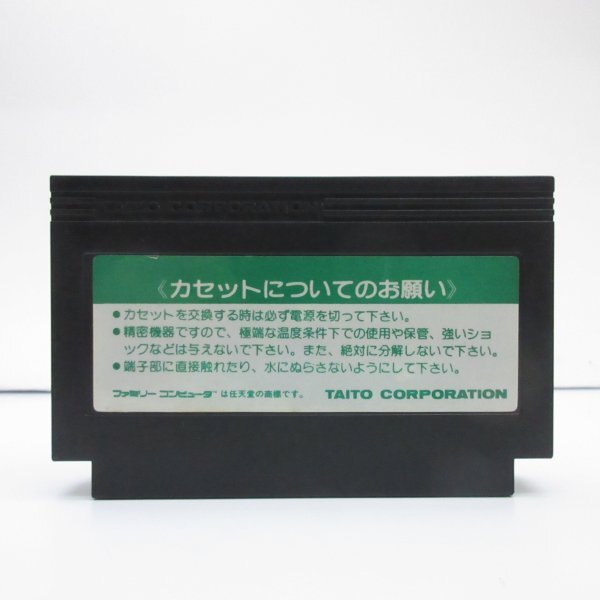 TAITO CORPORATION
《カセットについてのお願い》
●カセットを交換する時は必ず電源を切って下さい。
●精密機器ですので、極端な温度条件下での使用や保管、強いショ
ックなどは与えないで下さい。また、絶対に分解しないで下さい。
●端子部に直接触れたり、水にぬらさないようにして下さい。
ファミリーコンピュータ™は任天堂の商標です。 TAITO CORPORATION